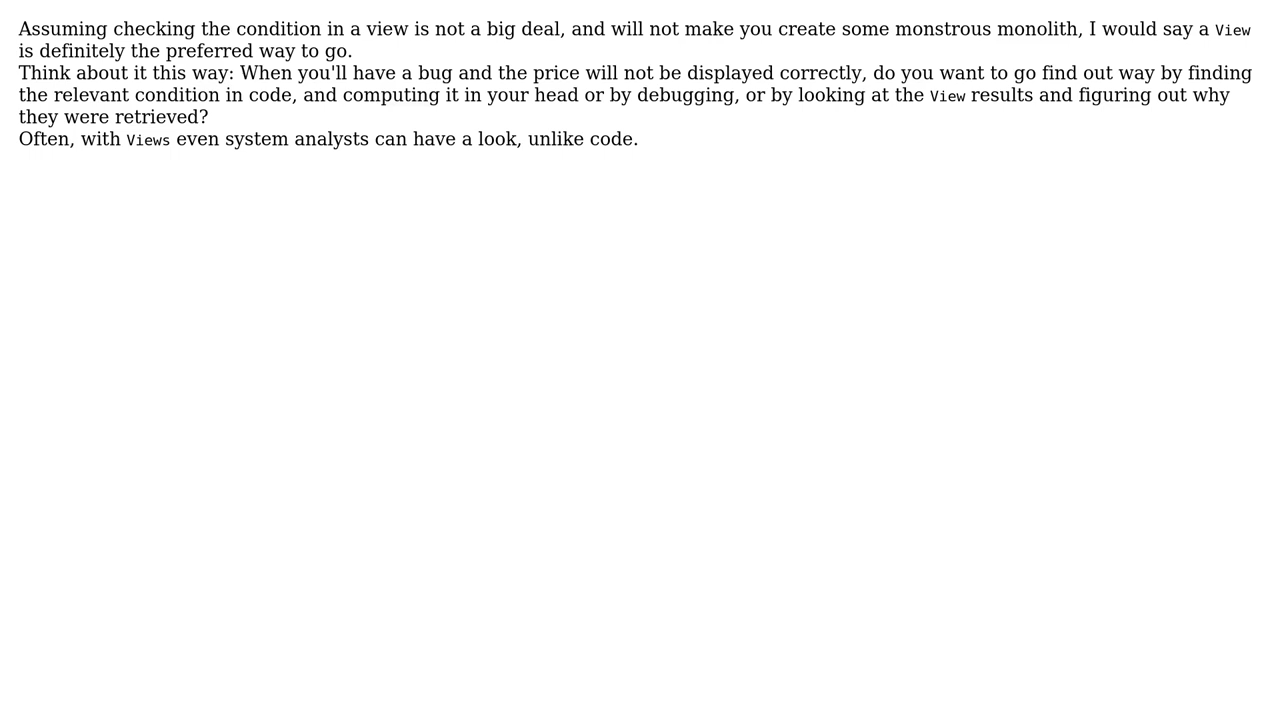 Assuming checking the condition in a view is not a big deal, and will not make you create some monstrous monolith, I would say a View
is definitely the preferred way to go.
Think about it this way: When you'll have a bug and the price will not be displayed correctly, do you want to go find out way by finding
the relevant condition in code, and computing it in your head or by debugging, or by looking at the View results and figuring out why
they were retrieved?
Often, with Views even system analysts can have a look, unlike code.